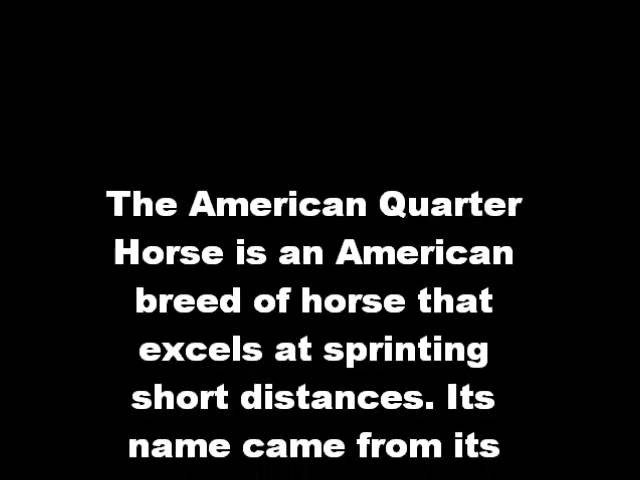 The American Quarter
Horse is an American
breed of horse that
excels at sprinting
short distances. Its
name came from its